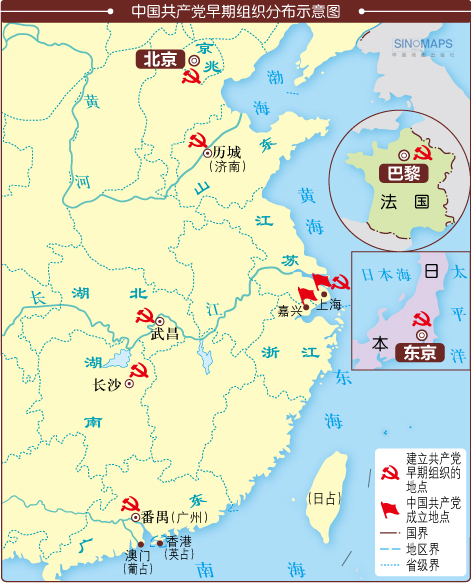 中国共产党早期组织分布示意图
SINOMAPS
北京
京兆
渤海
黄河
历城
(济南)
山东
黄海
巴黎
法国
江苏
日本海
日本
太平洋
东京
长江
湖北
武昌
嘉兴
上海
浙江
湖南
长沙
东海
(日占)
番禺(广州)
广东
澳门
(葡占)
香港
(英占)
南海
建立共产党
早期组织的
地点
中国共产党
成立地点
国界
地区界
省级界